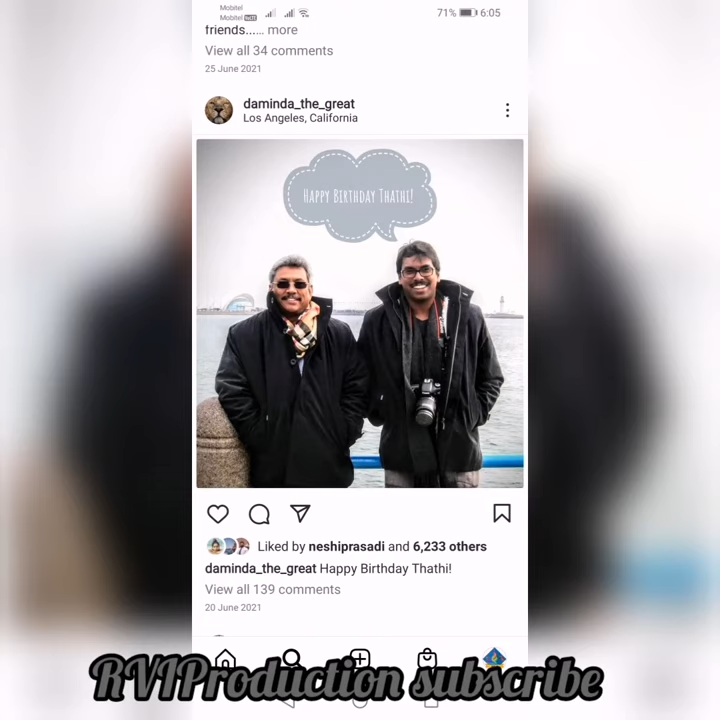 Mobitel
Mobitel
71% 6:05
friends...... more
View all 34 comments
25 June 2021
daminda_the_great
Los Angeles, California
HAPPY BIRTHDAY THATHI!
Liked by neshiprasadi and 6,233 others
daminda_the_great Happy Birthday Thathi!
View all 139 comments
20 June 2021
RVIProduction subscribe